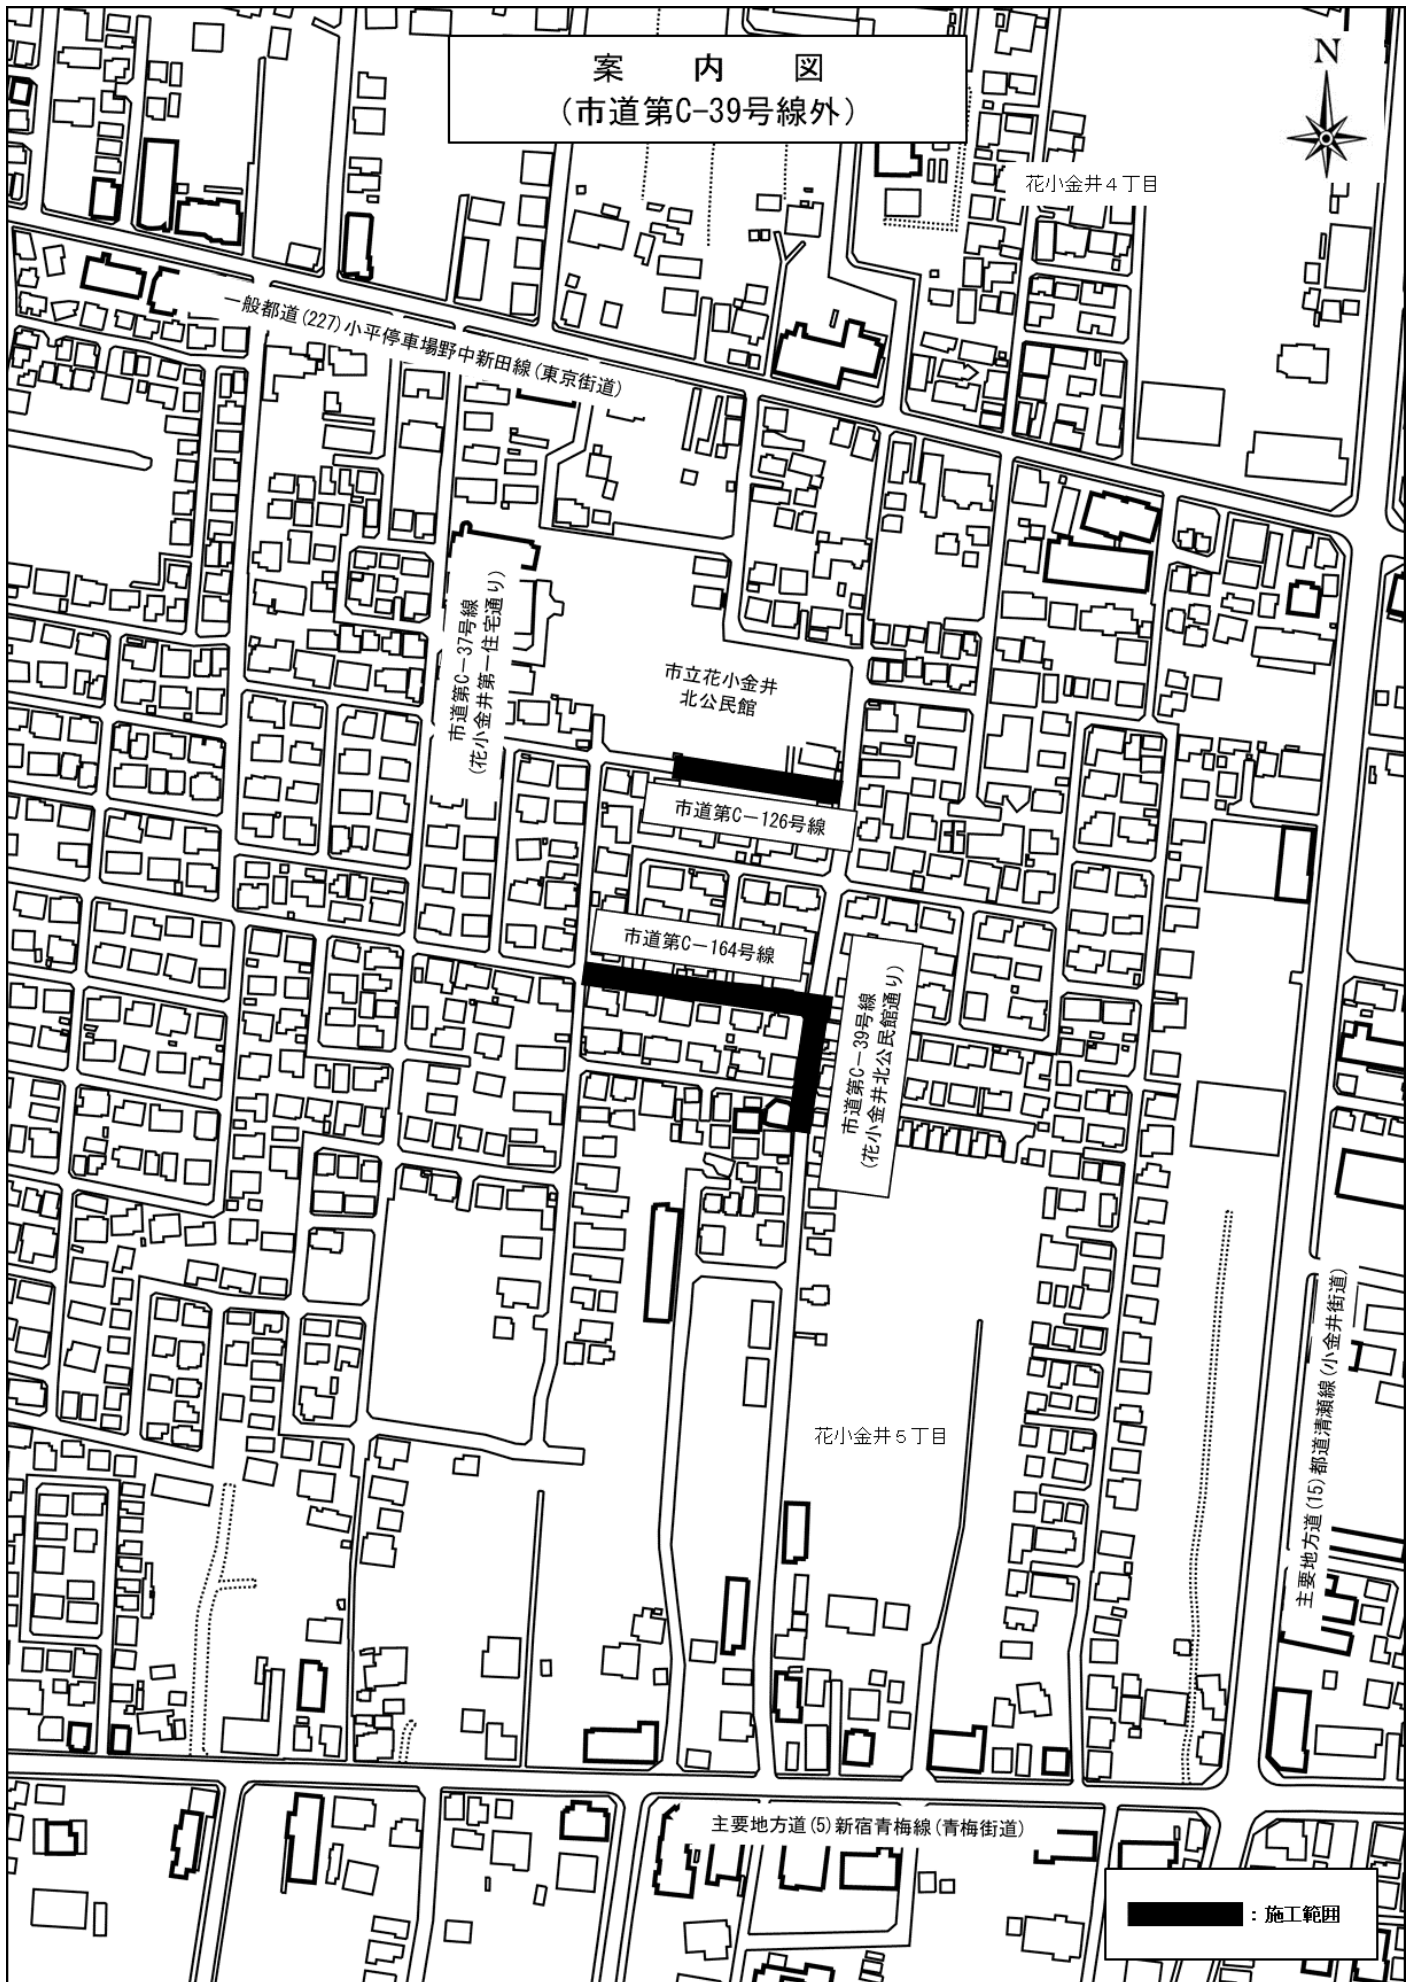 案　内　図
(市道第C-39号線外)
N
花小金井４丁目
一般都道(227)小平停車場野中新田線(東京街道)
市道第C－37号線
(花小金井第一住宅通り)
市立花小金井
北公民館
市道第C－126号線
市道第C－164号線
市道第C－39号線
(花小金井北公民館通り)
主要地方道(15)都道清瀬線(小金井街道)
花小金井５丁目
主要地方道(5)新宿青梅線(青梅街道)
：施工範囲